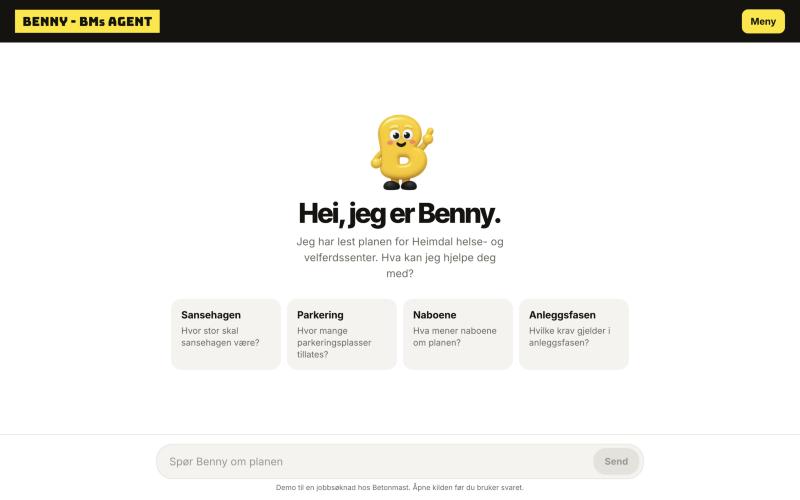 BENNY - BMs AGENT
Meny
Hei, jeg er Benny.
Jeg har lest planen for Heimdal helse- og
velferdssenter. Hva kan jeg hjelpe deg
med?
Sansehagen
Hvor stor skal
sansehagen være?
Parkering
Hvor mange
parkeringsplasser
tillates?
Naboene
Hva mener naboene
om planen?
Anleggsfasen
Hvilke krav gjelder i
anleggsfasen?
Spør Benny om planen
Send
Demo til en jobbsøknad hos Betonmast. Åpne kilden før du bruker svaret.